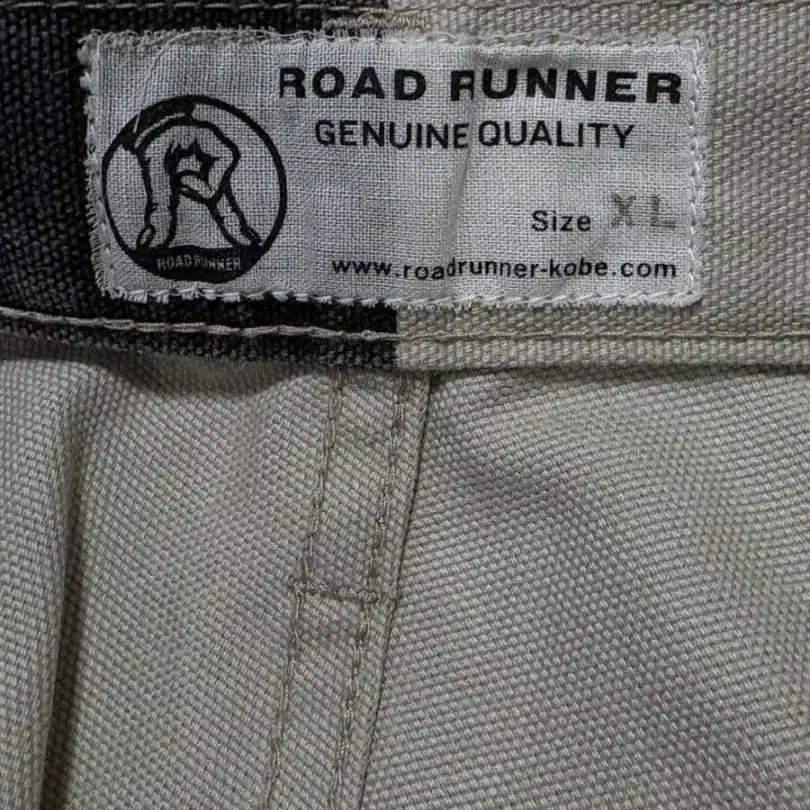 ROAD RUNNER
GENUINE QUALITY
Size XL
www.roadrunner-kobe.com
ROAD RUNNER